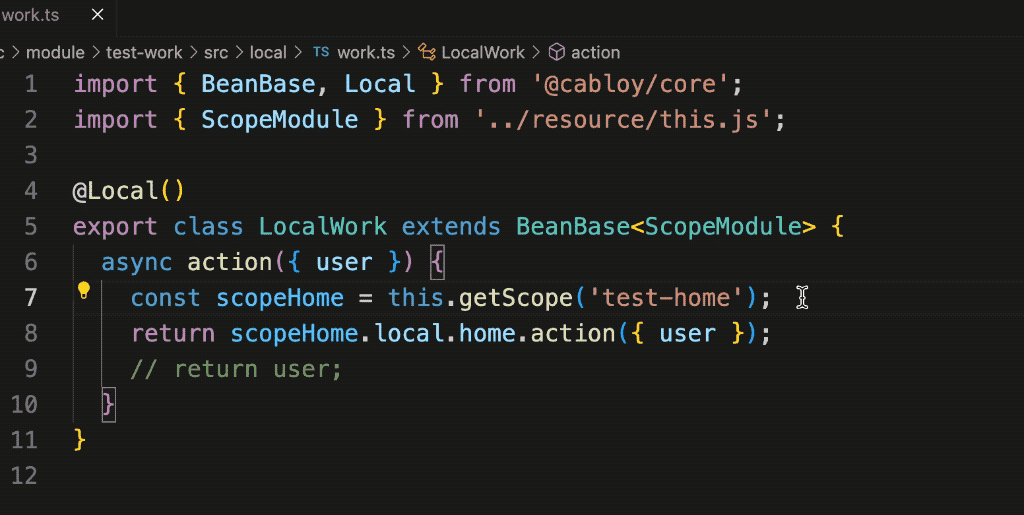 work.ts
c > module > test-work > src > local > TS work.ts > LocalWork > action
1 import { BeanBase, Local } from '@cabloy/core';
2 import { ScopeModule } from '../resource/this.js';
3
4 @Local()
5 export class LocalWork extends BeanBase<ScopeModule> {
6 async action({ user }) {
7 const scopeHome = this.getScope('test-home');
8 return scopeHome.local.home.action({ user });
9 // return user;
10 }
11 }
12